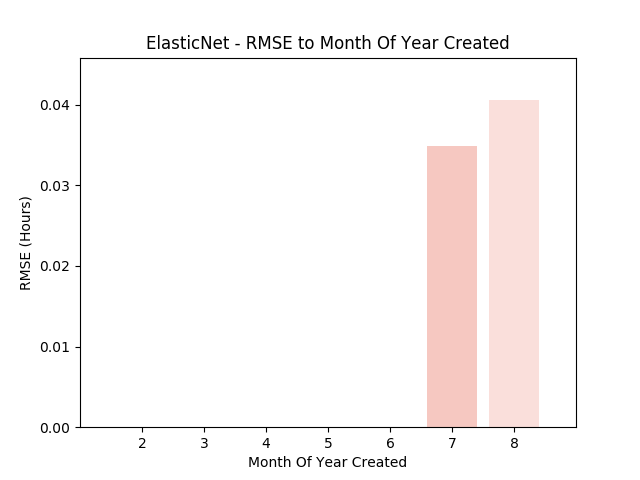 ElasticNet - RMSE to Month Of Year Created
0.04
0.03
0.02
0.01
0.00
RMSE (Hours)
2 3 4 5 6 7 8
Month Of Year Created